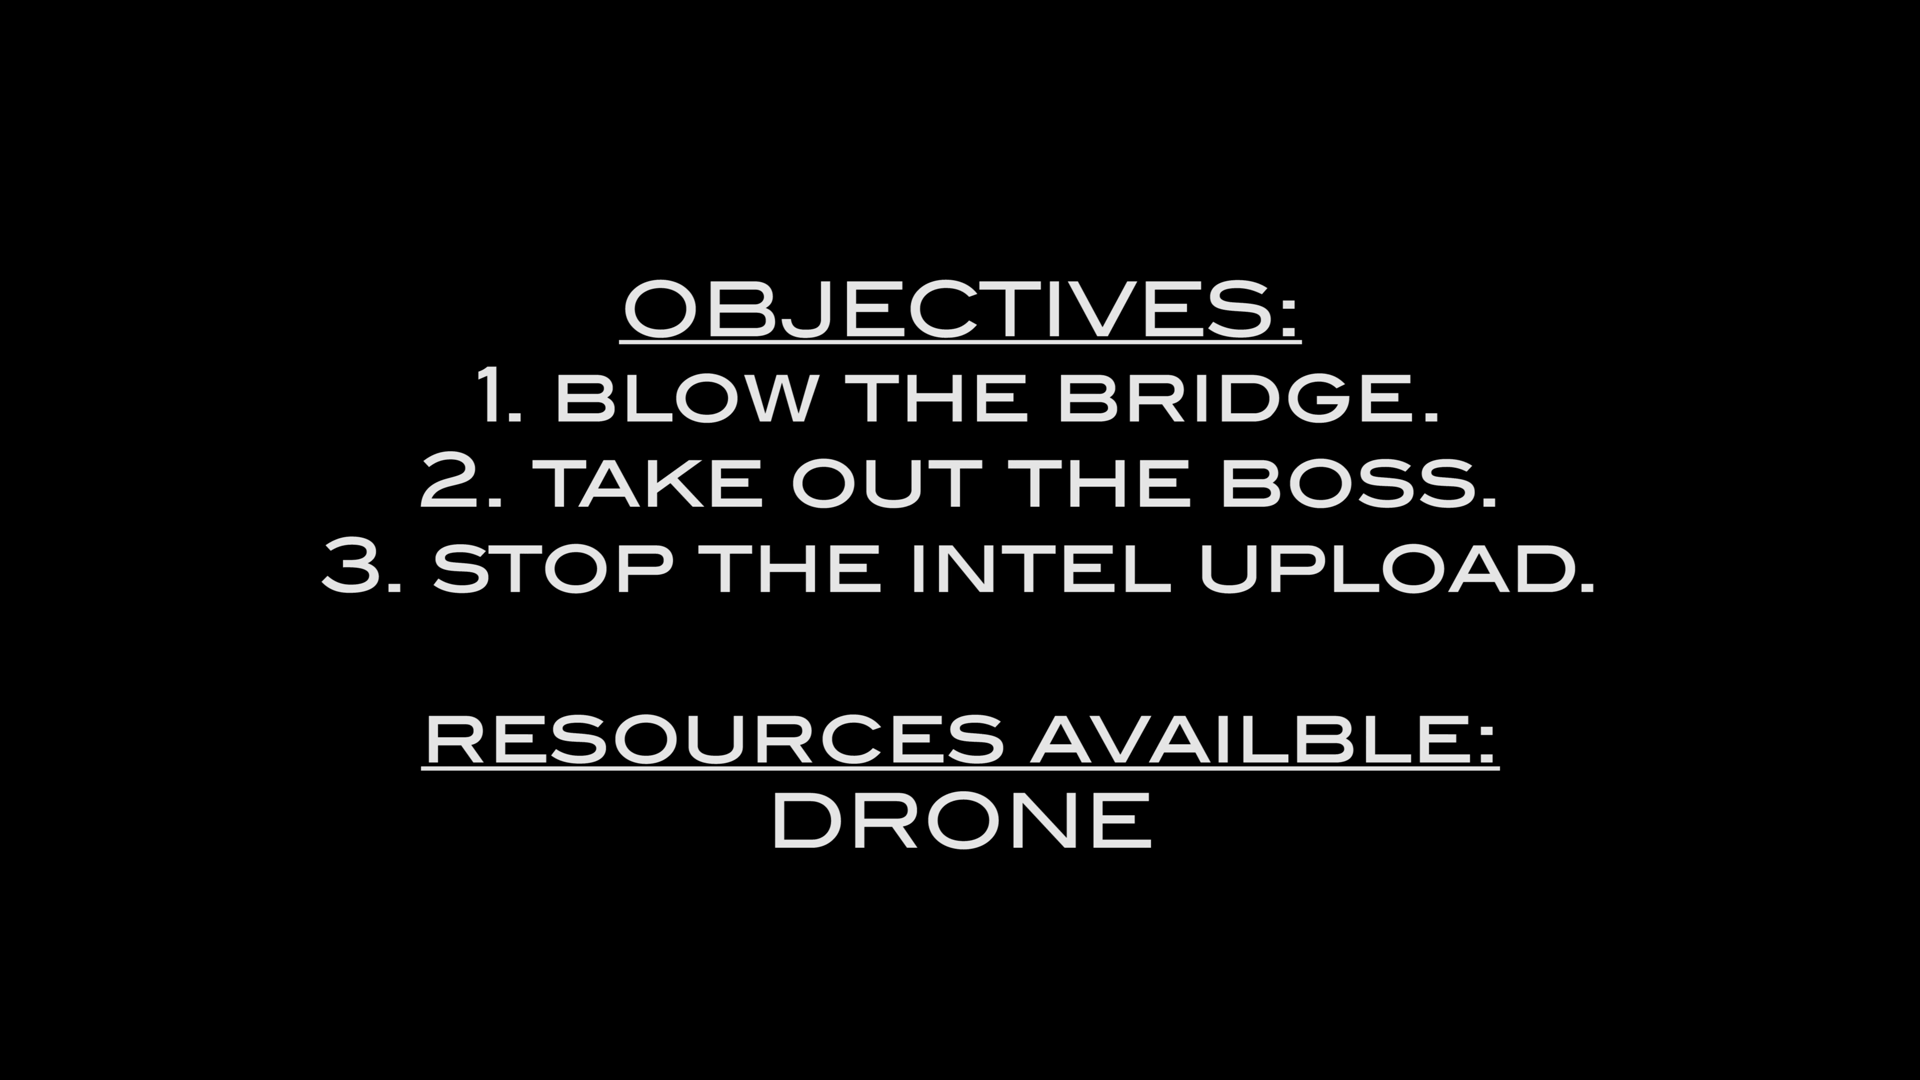 OBJECTIVES:
1. BLOW THE BRIDGE.
2. TAKE OUT THE BOSS.
3. STOP THE INTEL UPLOAD.
RESOURCES AVAILBLE:
DRONE